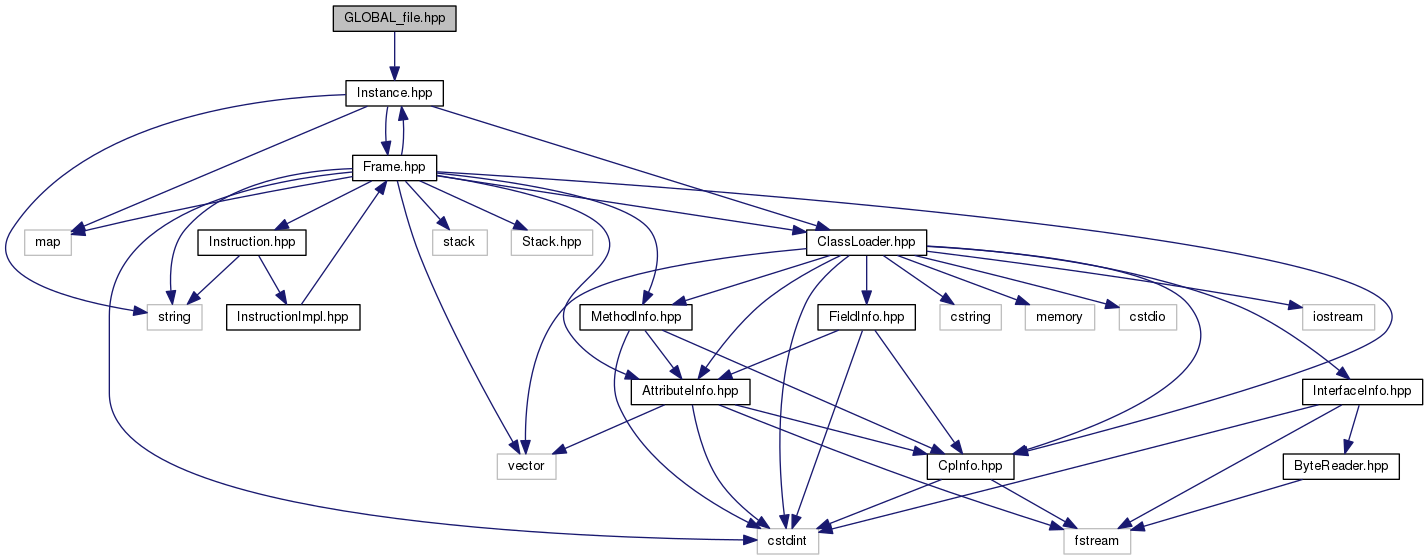 GLOBAL_file.hpp
Instance.hpp
Frame.hpp
map
Instruction.hpp
stack
Stack.hpp
ClassLoader.hpp
string
InstructionImpl.hpp
MethodInfo.hpp
FieldInfo.hpp
cstring
memory
cstdio
iostream
AttributeInfo.hpp
InterfaceInfo.hpp
vector
CpInfo.hpp
ByteReader.hpp
cstdint
fstream